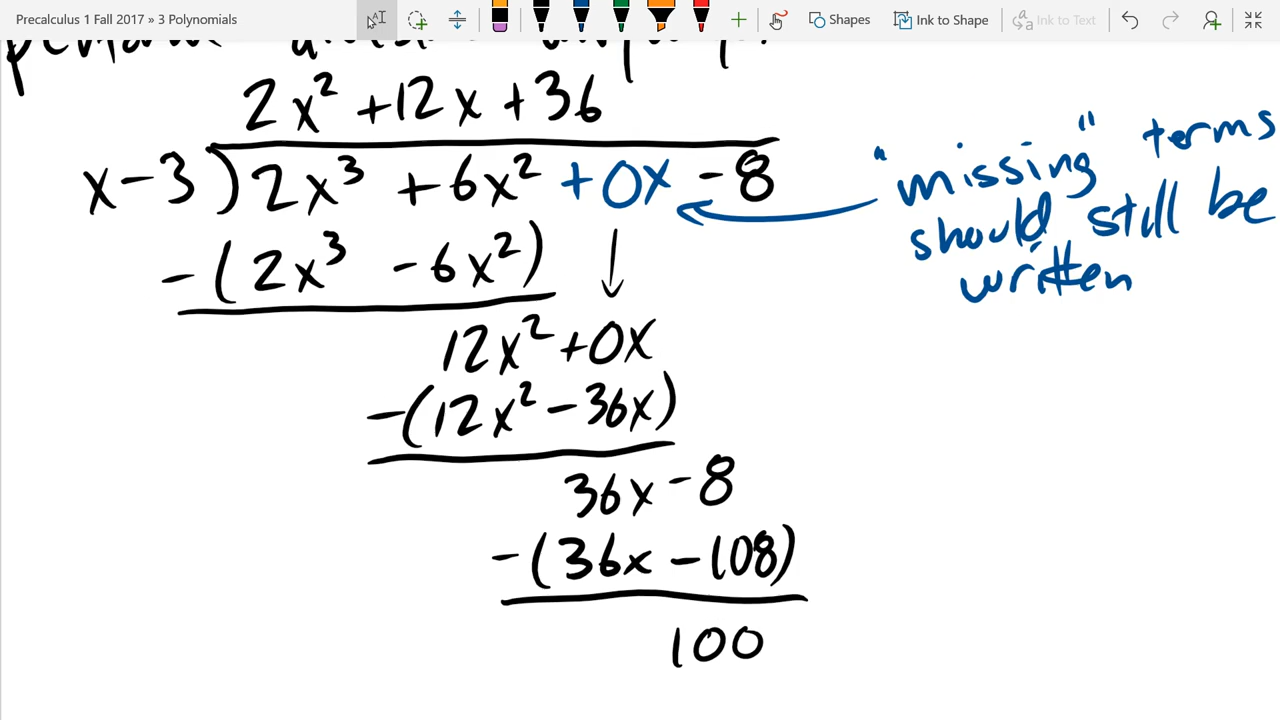 Precalculus 1 Fall 2017 » 3 Polynomials
Shapes
Ink to Shape
Ink to Text
2x² +12x +36
x-3)2x³ +6x² +0x -8
"missing" terms
should still be
written
-(2x³ -6x²)
12x² +0x
-(12x² -36x)
36x -8
-(36x -108)
100